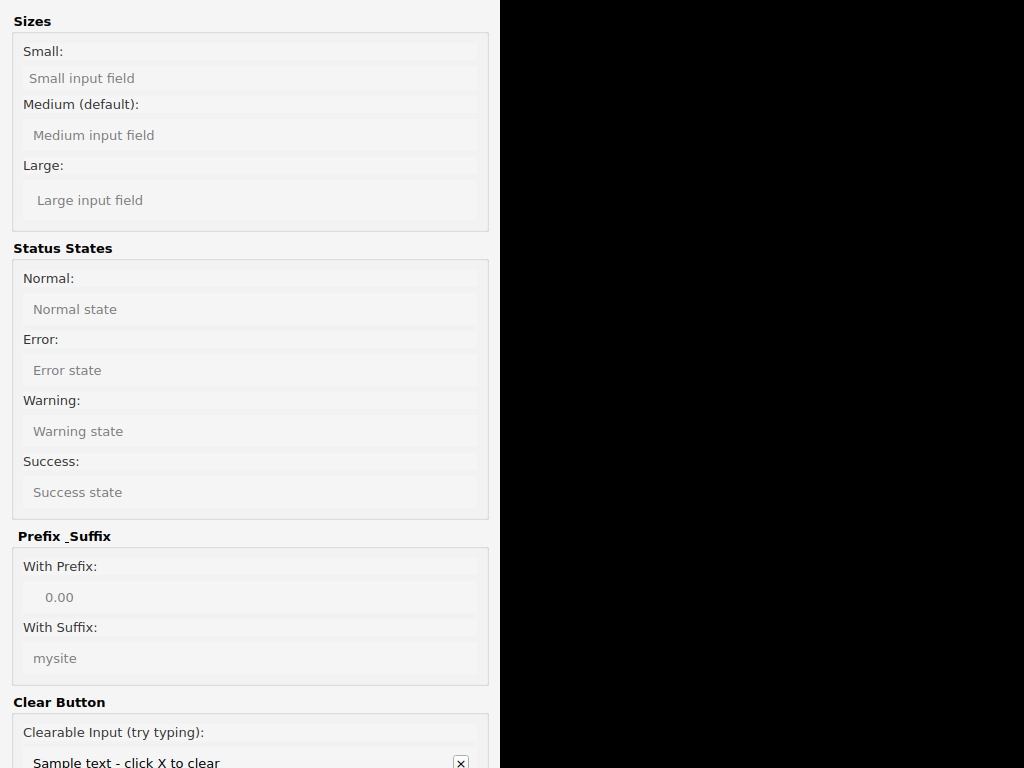 Sizes
Small:
Small input field
Medium (default):
Medium input field
Large:
Large input field
Status States
Normal:
Normal state
Error:
Error state
Warning:
Warning state
Success:
Success state
Prefix _Suffix
With Prefix:
0.00
With Suffix:
mysite
Clear Button
Clearable Input (try typing):
Sample text - click X to clear